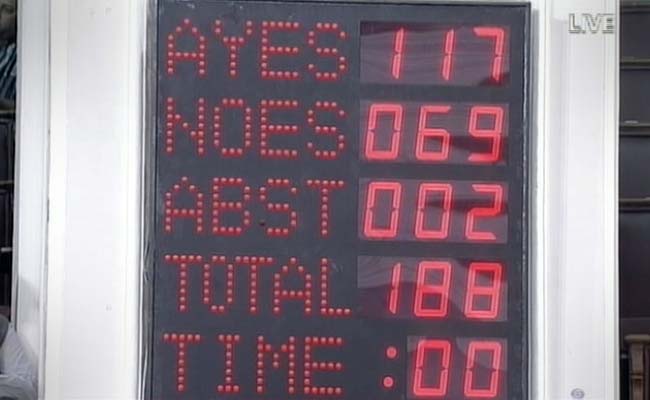 LIVE
AYES 117
NOES 069
ABST 002
TOTAL 188
TIME :00